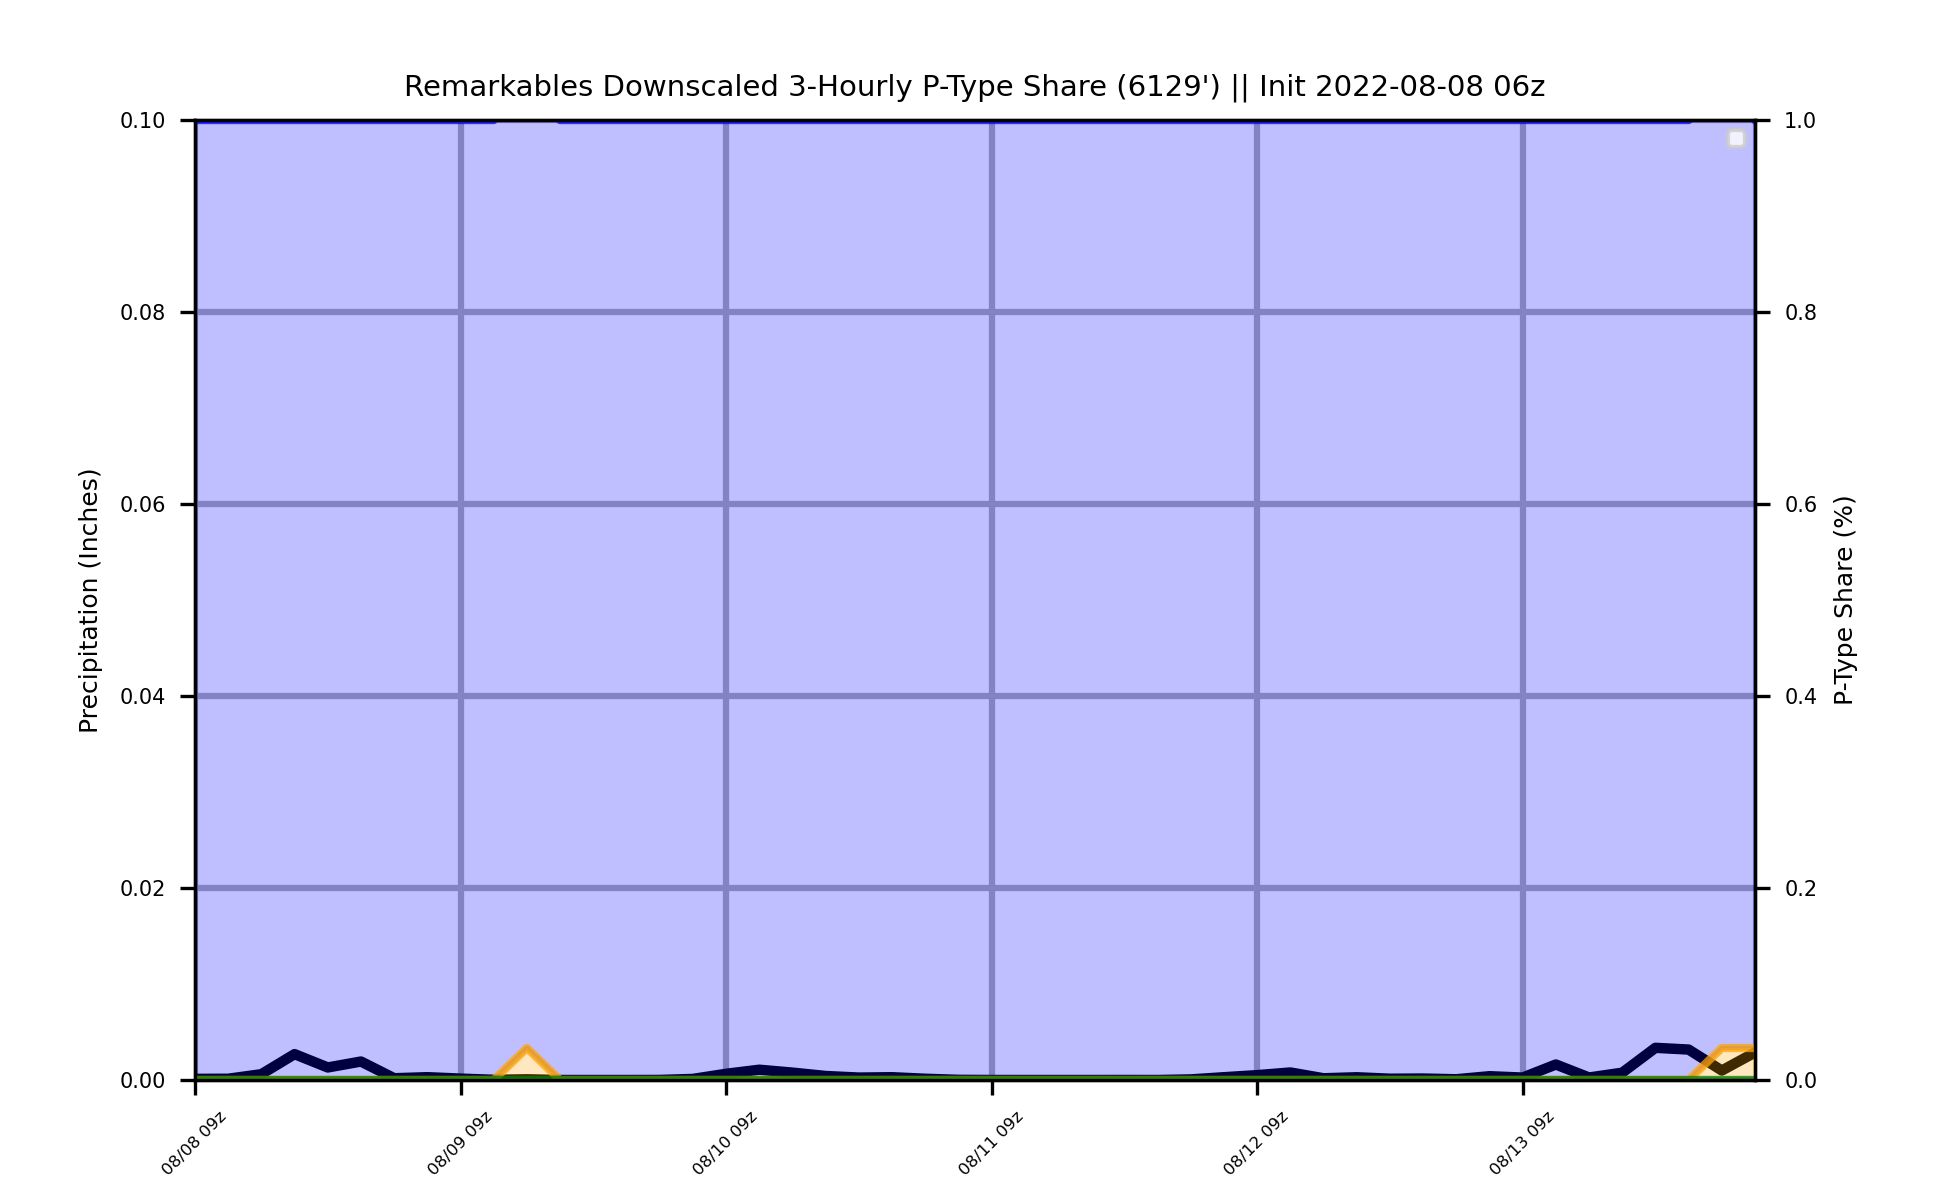 Remarkables Downscaled 3-Hourly P-Type Share (6129') || Init 2022-08-08 06z
Precipitation (Inches)
0.10
0.08
0.06
0.04
0.02
0.00
1.0
0.8
0.6
0.4
0.2
0.0
P-Type Share (%)
08/08 09z
08/09 09z
08/10 09z
08/11 09z
08/12 09z
08/13 09z